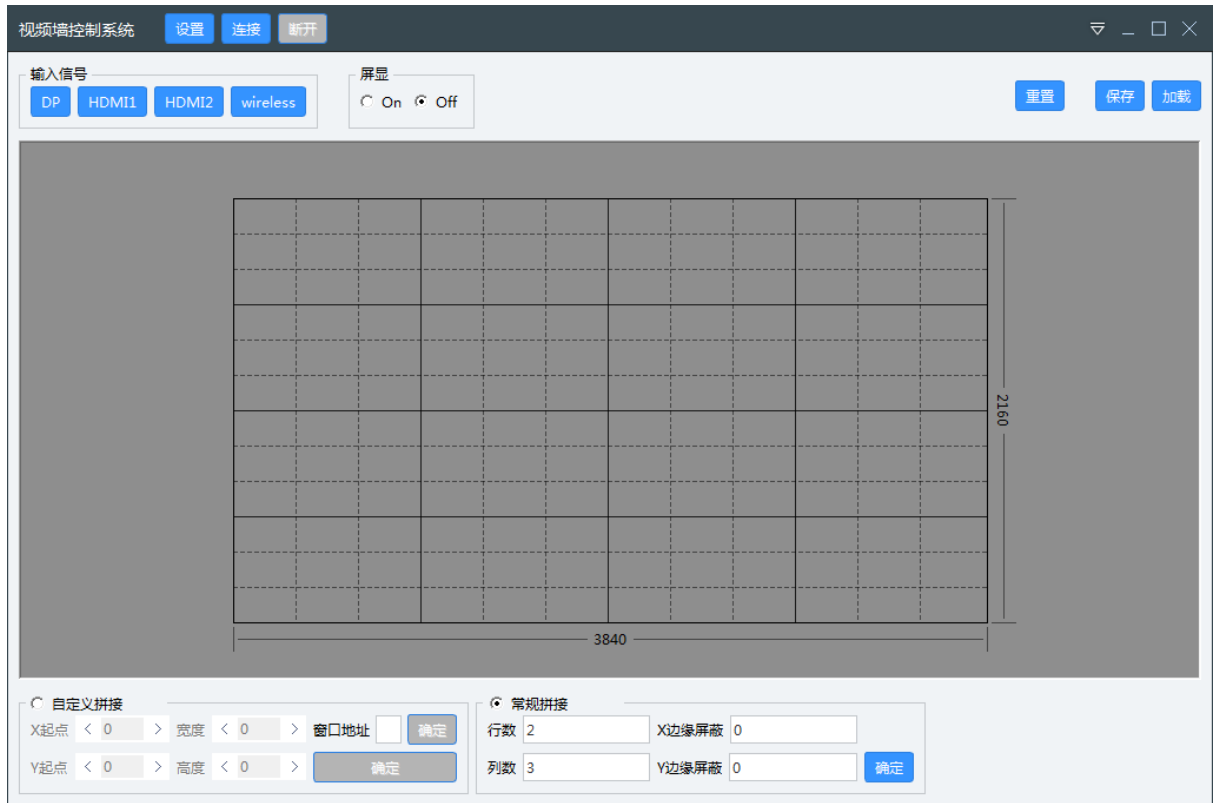 视频墙控制系统 设置 连接 断开
输入信号 屏显
DP HDMI1 HDMI2 wireless On Off 重置 保存 加载
2160
3840
自定义拼接 常规拼接
X起点 < 0 > 宽度 < 0 > 窗口地址 确定 行数 2 X边缘屏蔽 0
Y起点 < 0 > 高度 < 0 > 确定 列数 3 Y边缘屏蔽 0 确定